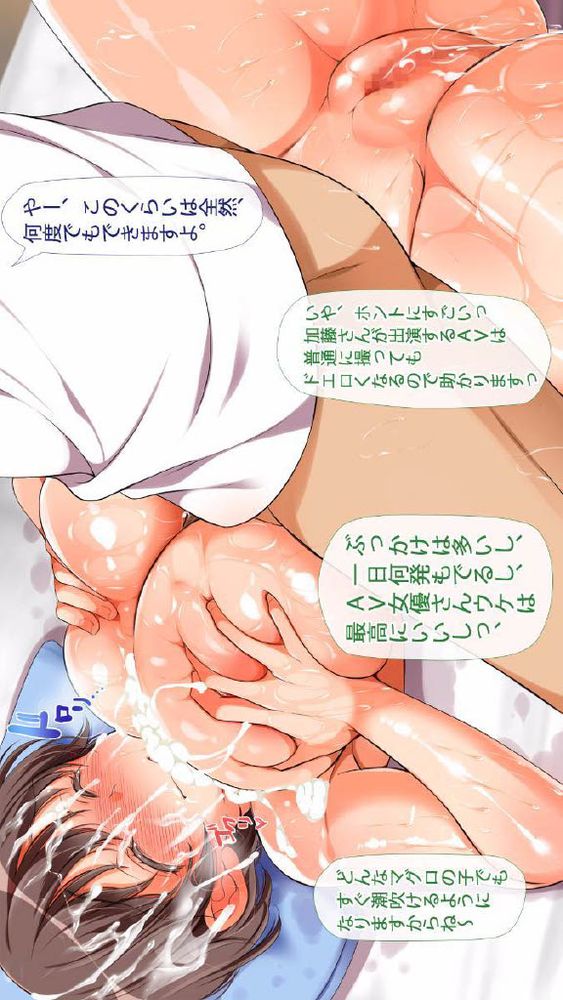 やー、このくらいは全然、
何度でもできますよ。
いや、ホントにすごいっ
加藤さんが出演するAVは
普通に撮っても
ドエロくなるので助かりますっ
ぶっかけは多いし、
一日何発もでるし、
AV女優さんウケは
最高にいいしっ、
どんなマグロの子でも
すぐ潮吹けるように
なりますからね～
ドロリ…